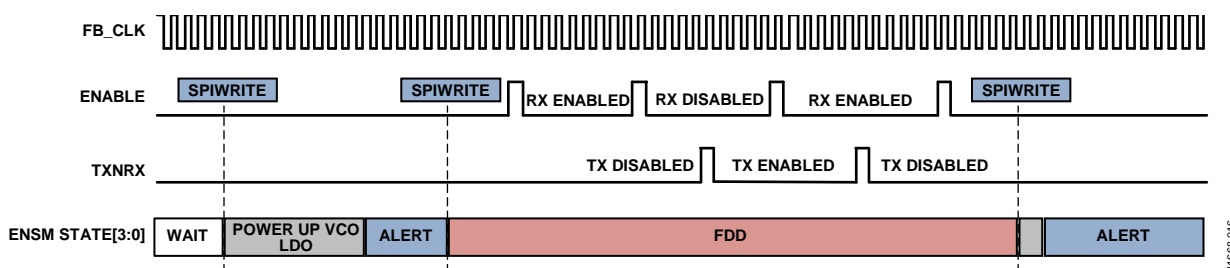 FB_CLK
ENABLE
SPIWRITE
SPIWRITE
RX ENABLED
RX DISABLED
RX ENABLED
SPIWRITE
TXNRX
TX DISABLED
TX ENABLED
TX DISABLED
ENSM STATE[3:0]
WAIT
POWER UP VCO
LDO
ALERT
FDD
ALERT